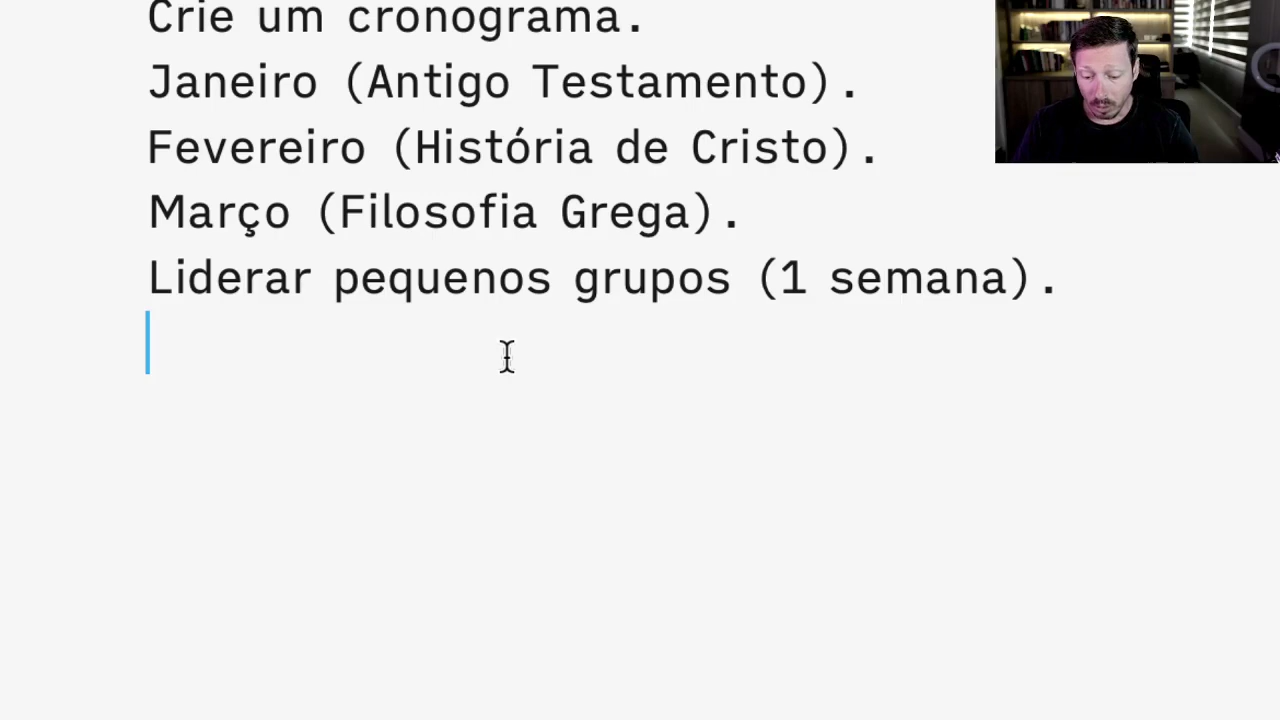 Crie um cronograma.
Janeiro (Antigo Testamento).
Fevereiro (História de Cristo).
Março (Filosofia Grega).
Liderar pequenos grupos (1 semana).